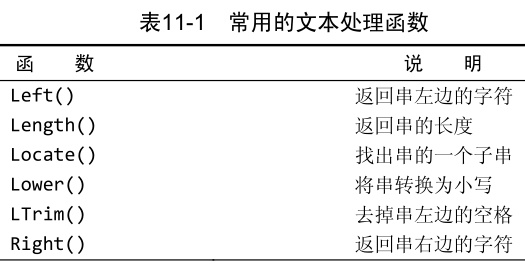 表11-1 常用的文本处理函数
函 数 说 明
Left() 返回串左边的字符
Length() 返回串的长度
Locate() 找出串的一个子串
Lower() 将串转换为小写
LTrim() 去掉串左边的空格
Right() 返回串右边的字符